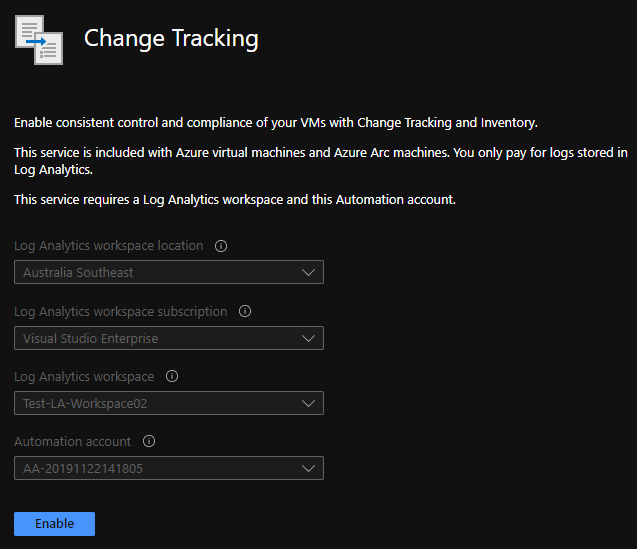 Change Tracking
Enable consistent control and compliance of your VMs with Change Tracking and Inventory.
This service is included with Azure virtual machines and Azure Arc machines. You only pay for logs stored in
Log Analytics.
This service requires a Log Analytics workspace and this Automation account.
Log Analytics workspace location
Australia Southeast
Log Analytics workspace subscription
Visual Studio Enterprise
Log Analytics workspace
Test-LA-Workspace02
Automation account
AA-20191122141805
Enable